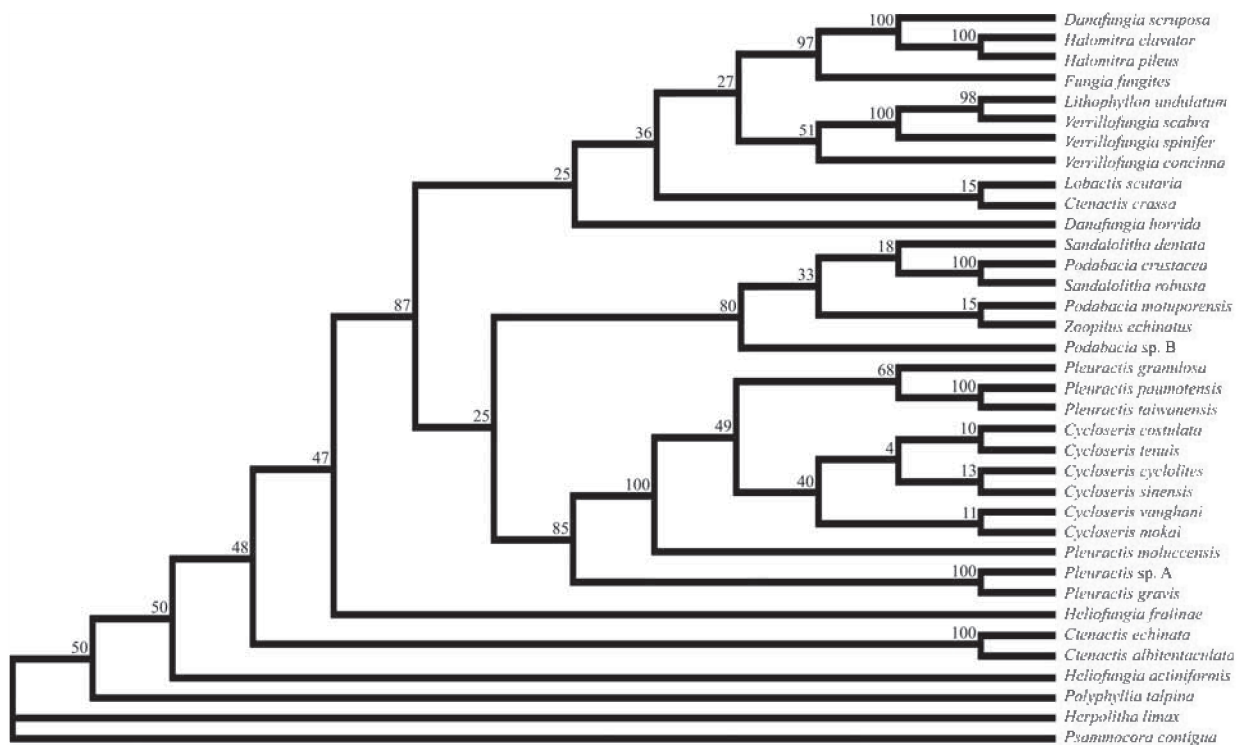 100 Danafungia scruposa
97 100 Halomitra clavator
Halomitra pileus
27 Fungia fungites
98 Lithophyllon undulatum
100 Verrillofungia scabra
36 51 Verrillofungia spinifer
Verrillofungia concinna
25 15 Lobactis scutaria
Ctenactis crassa
Danafungia horrida
18 Sandalolitha dentata
33 100 Podabacia crustacea
Sandalolitha robusta
87 80 15 Podabacia motuporensis
Zoopilus echinatus
Podabacia sp. B
68 Pleuractis granulosa
100 Pleuractis paumotensis
Pleuractis taiwanensis
25 49 10 Cycloseris costulata
4 Cycloseris tenuis
47 13 Cycloseris cyclolites
100 40 Cycloseris sinensis
11 Cycloseris vaughani
85 Cycloseris mokai
48 Pleuractis moluccensis
100 Pleuractis sp. A
Pleuractis gravis
50 Heliofungia fralinae
100 Ctenactis echinata
50 Ctenactis albitentaculata
Heliofungia actiniformis
Polyphyllia talpina
Herpolitha limax
Psammocora contigua